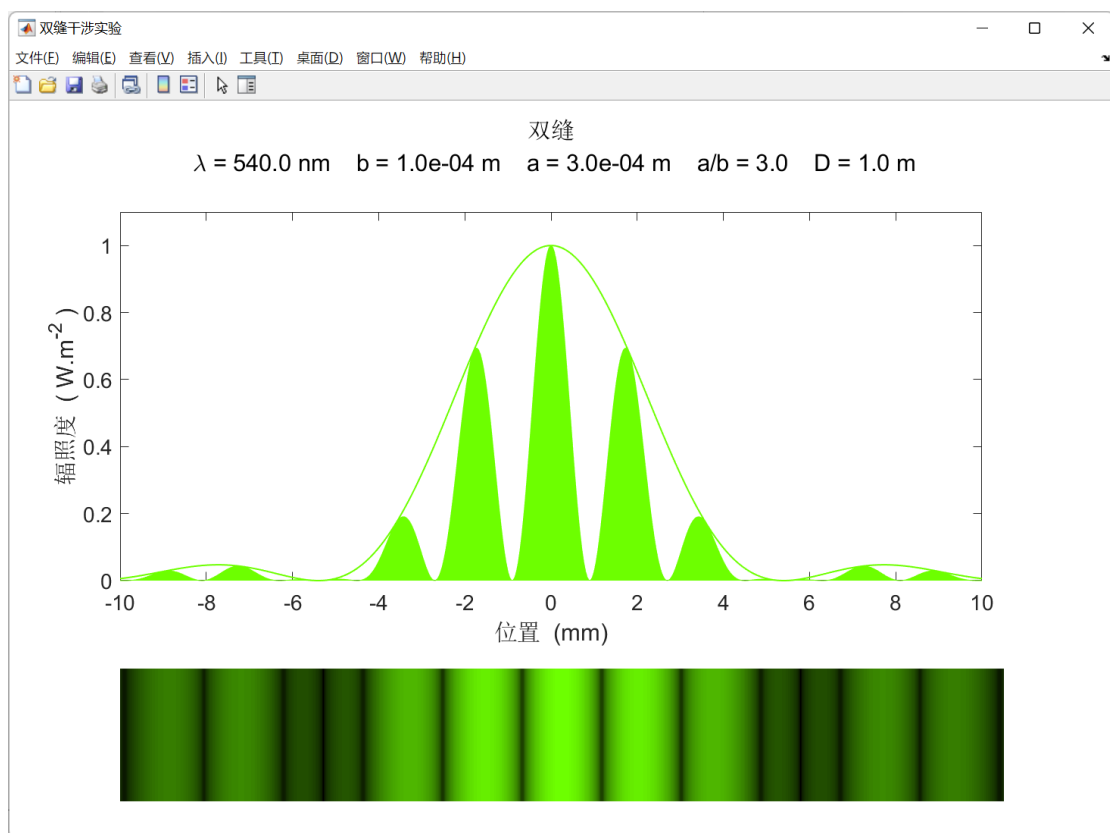 双缝干涉实验
文件(F) 编辑(E) 查看(V) 插入(I) 工具(T) 桌面(D) 窗口(W) 帮助(H)
双缝
λ = 540.0 nm b = 1.0e-04 m a = 3.0e-04 m a/b = 3.0 D = 1.0 m
辐照度 ( W.m⁻² )
1
0.8
0.6
0.4
0.2
0
-10 -8 -6 -4 -2 0 2 4 6 8 10
位置 (mm)